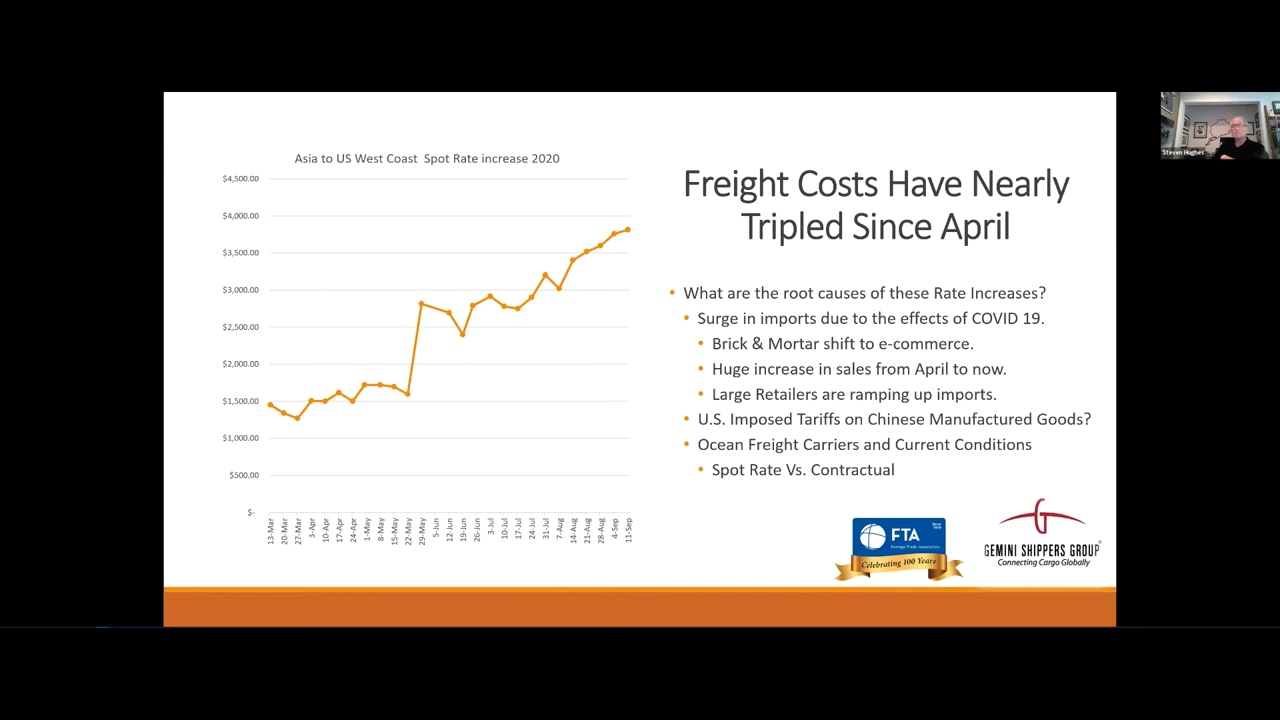 Asia to US West Coast Spot Rate increase 2020
$4,500.00
$4,000.00
$3,500.00
$3,000.00
$2,500.00
$2,000.00
$1,500.00
$1,000.00
$500.00
$-
13-Mar
20-Mar
27-Mar
3-Apr
10-Apr
17-Apr
24-Apr
1-May
8-May
15-May
22-May
29-May
5-Jun
12-Jun
19-Jun
26-Jun
3-Jul
10-Jul
17-Jul
24-Jul
31-Jul
7-Aug
14-Aug
21-Aug
28-Aug
4-Sep
11-Sep
Freight Costs Have Nearly
Tripled Since April
• What are the root causes of these Rate Increases?
• Surge in imports due to the effects of COVID 19.
• Brick & Mortar shift to e-commerce.
• Huge increase in sales from April to now.
• Large Retailers are ramping up imports.
• U.S. Imposed Tariffs on Chinese Manufactured Goods?
• Ocean Freight Carriers and Current Conditions
• Spot Rate Vs. Contractual
FTA
Foreign Trade Association
Celebrating 100 Years
GEMINI SHIPPERS GROUP®
Connecting Cargo Globally
Steven Hughes